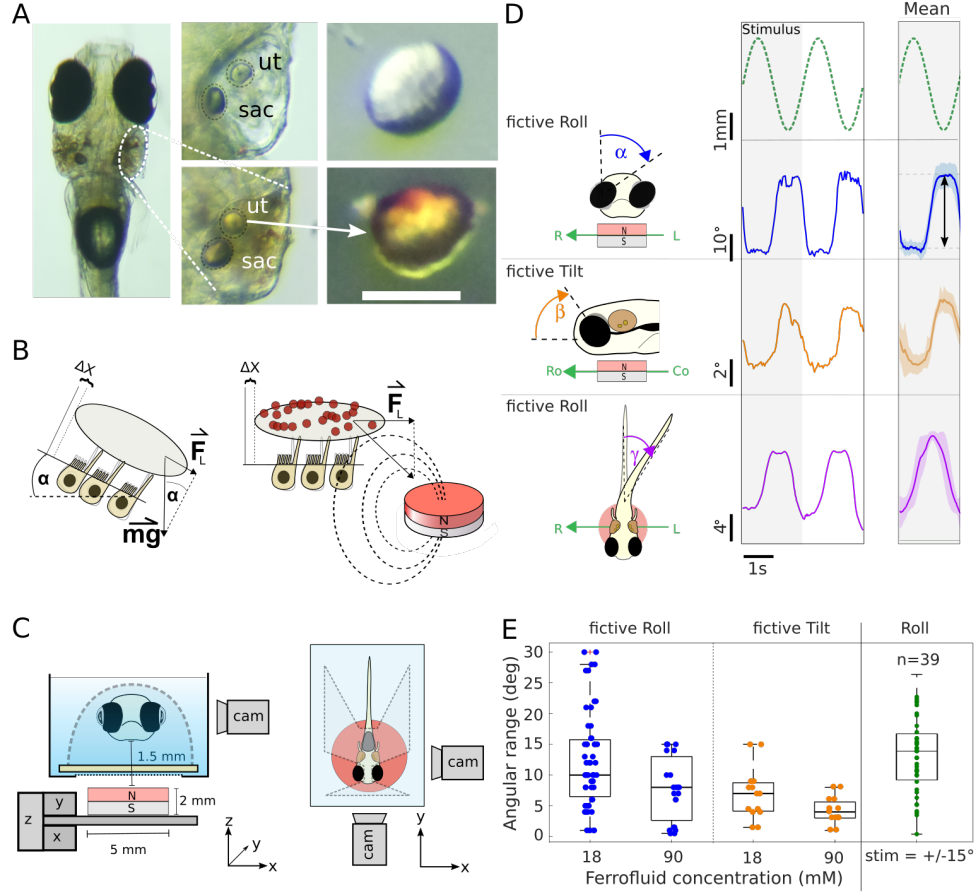 A
ut
sac
ut
sac
B
ΔX
α
F
L
α
mg
ΔX
F
L
N
S
C
cam
1.5 mm
N
S
2 mm
y
z
x
5 mm
z
y
x
cam
cam
y
x
D
Stimulus
Mean
1mm
fictive Roll
α
N
S
R
L
10°
fictive Tilt
β
N
S
Ro
Co
2°
fictive Roll
γ
R
L
4°
1s
E
fictive Roll
fictive Tilt
Roll
n=39
Angular range (deg)
30
25
20
15
10
5
0
18
90
18
90
stim = +/-15°
Ferrofluid concentration (mM)